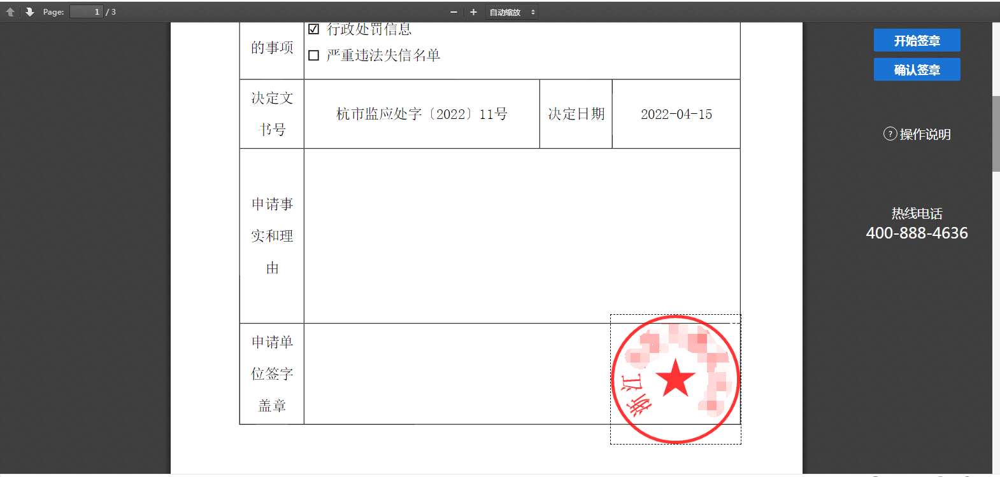 Page: 1 / 3
自动缩放
开始签章
确认签章
操作说明
热线电话
400-888-4636
的事项
行政处罚信息
严重违法失信名单
决定文
书号
杭市监应处字〔2022〕11号
决定日期
2022-04-15
申请事
实和理
由
申请单
位签字
盖章
浙江